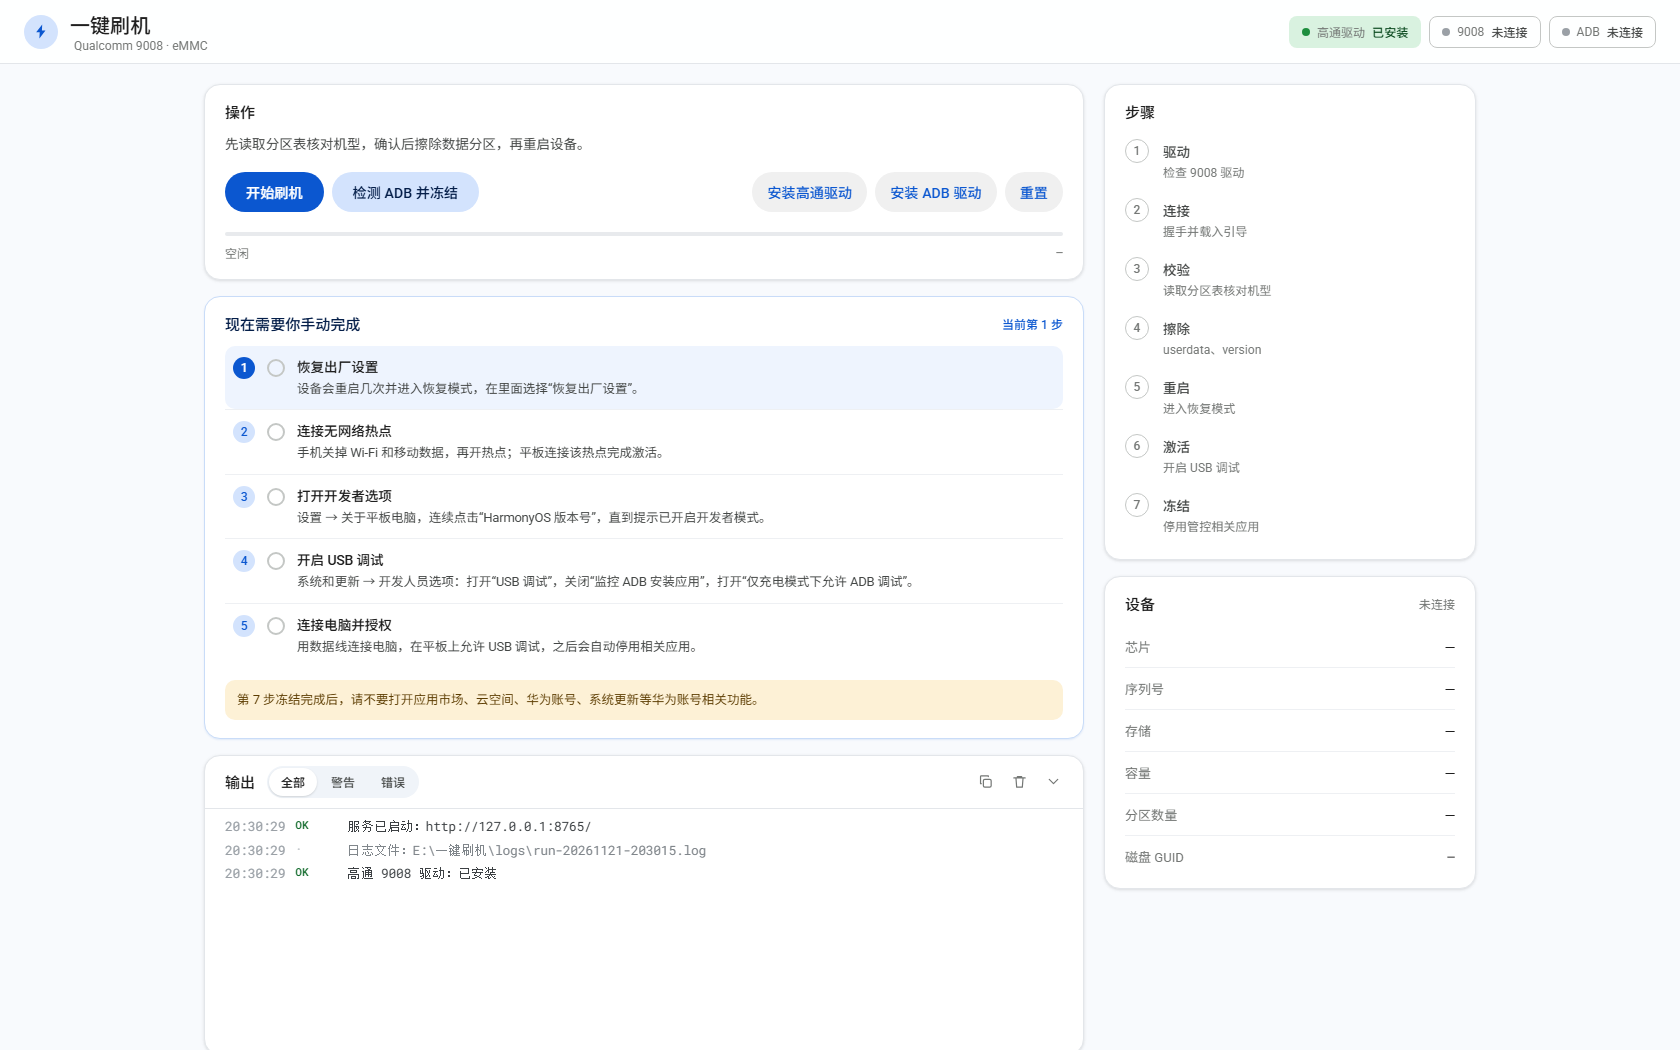 一键刷机
Qualcomm 9008 · eMMC
高通驱动 已安装
9008 未连接
ADB 未连接
操作
先读取分区表核对机型，确认后擦除数据分区，再重启设备。
开始刷机
检测 ADB 并冻结
安装高通驱动
安装 ADB 驱动
重置
空闲
–
现在需要你手动完成
当前第 1 步
1
恢复出厂设置
设备会重启几次并进入恢复模式，在里面选择“恢复出厂设置”。
2
连接无网络热点
手机关掉 Wi-Fi 和移动数据，再开热点；平板连接该热点完成激活。
3
打开开发者选项
设置 → 关于平板电脑，连续点击“HarmonyOS 版本号”，直到提示已开启开发者模式。
4
开启 USB 调试
系统和更新 → 开发人员选项：打开“USB 调试”，关闭“监控 ADB 安装应用”，打开“仅充电模式下允许 ADB 调试”。
5
连接电脑并授权
用数据线连接电脑，在平板上允许 USB 调试，之后会自动停用相关应用。
第 7 步冻结完成后，请不要打开应用市场、云空间、华为账号、系统更新等华为账号相关功能。
输出
全部
警告
错误
20:30:29 OK 服务已启动：http://127.0.0.1:8765/
20:30:29 · 日志文件：E:\一键刷机\logs\run-20261121-203015.log
20:30:29 OK 高通 9008 驱动：已安装
步骤
1
驱动
检查 9008 驱动
2
连接
握手并载入引导
3
校验
读取分区表核对机型
4
擦除
userdata、version
5
重启
进入恢复模式
6
激活
开启 USB 调试
7
冻结
停用管控相关应用
设备
未连接
芯片 —
序列号 —
存储 —
容量 —
分区数量 —
磁盘 GUID –